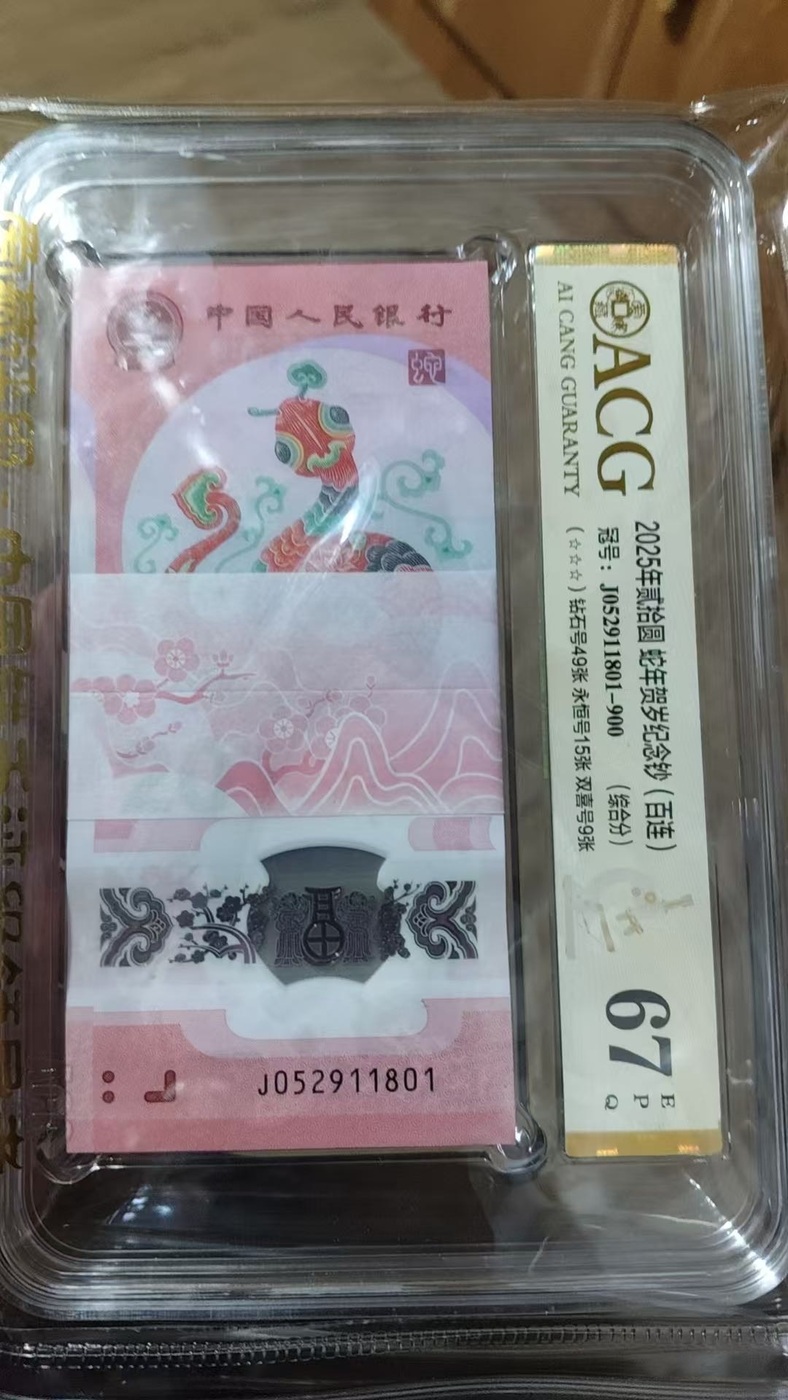 中国人民银行
蛇
J052911801
ACG
AI CANG GUARANTY
2025年贰拾圆 蛇年贺岁纪念钞（百连）
冠号：J052911801-900 （综合分）
（☆☆☆）钻石号49张 永恒号15张 双喜号9张
67
E
P
Q